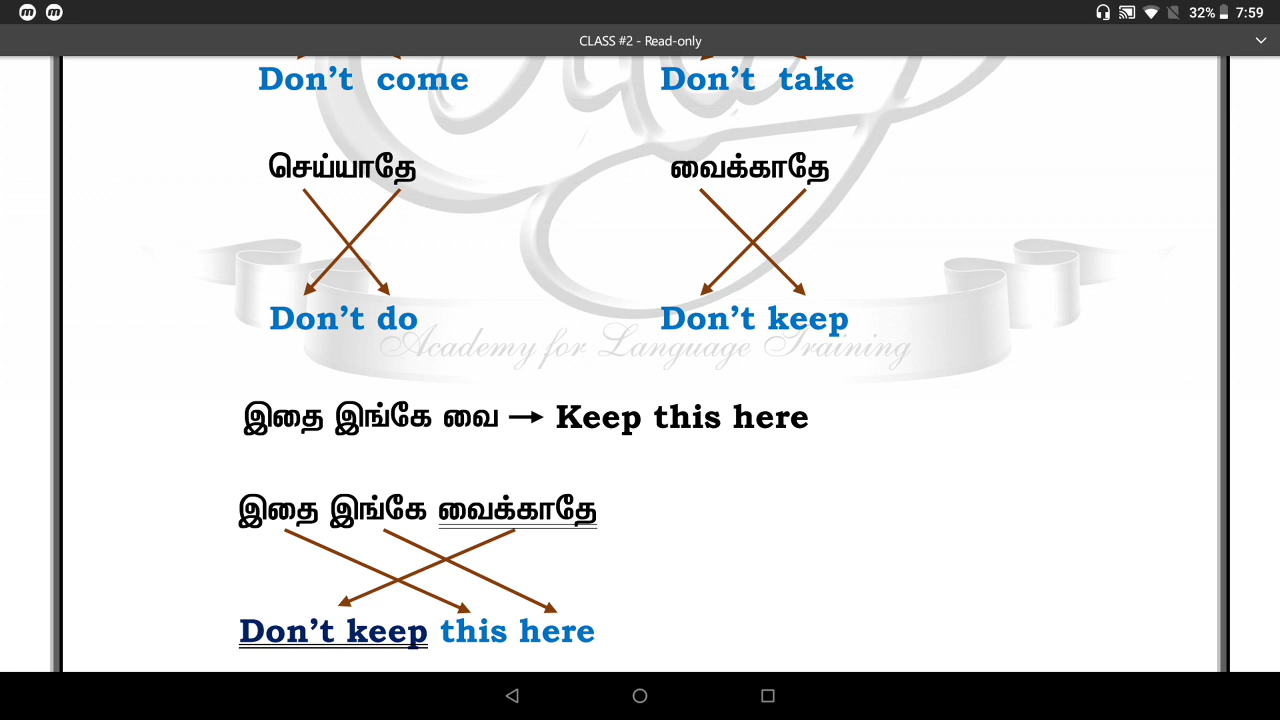 32% 7:59
CLASS #2 - Read-only
Don't come Don't take
செய்யாதே வைக்காதே
Don't do Don't keep
Academy for Language Training
இதை இங்கே வை → Keep this here
இதை இங்கே வைக்காதே
Don't keep this here